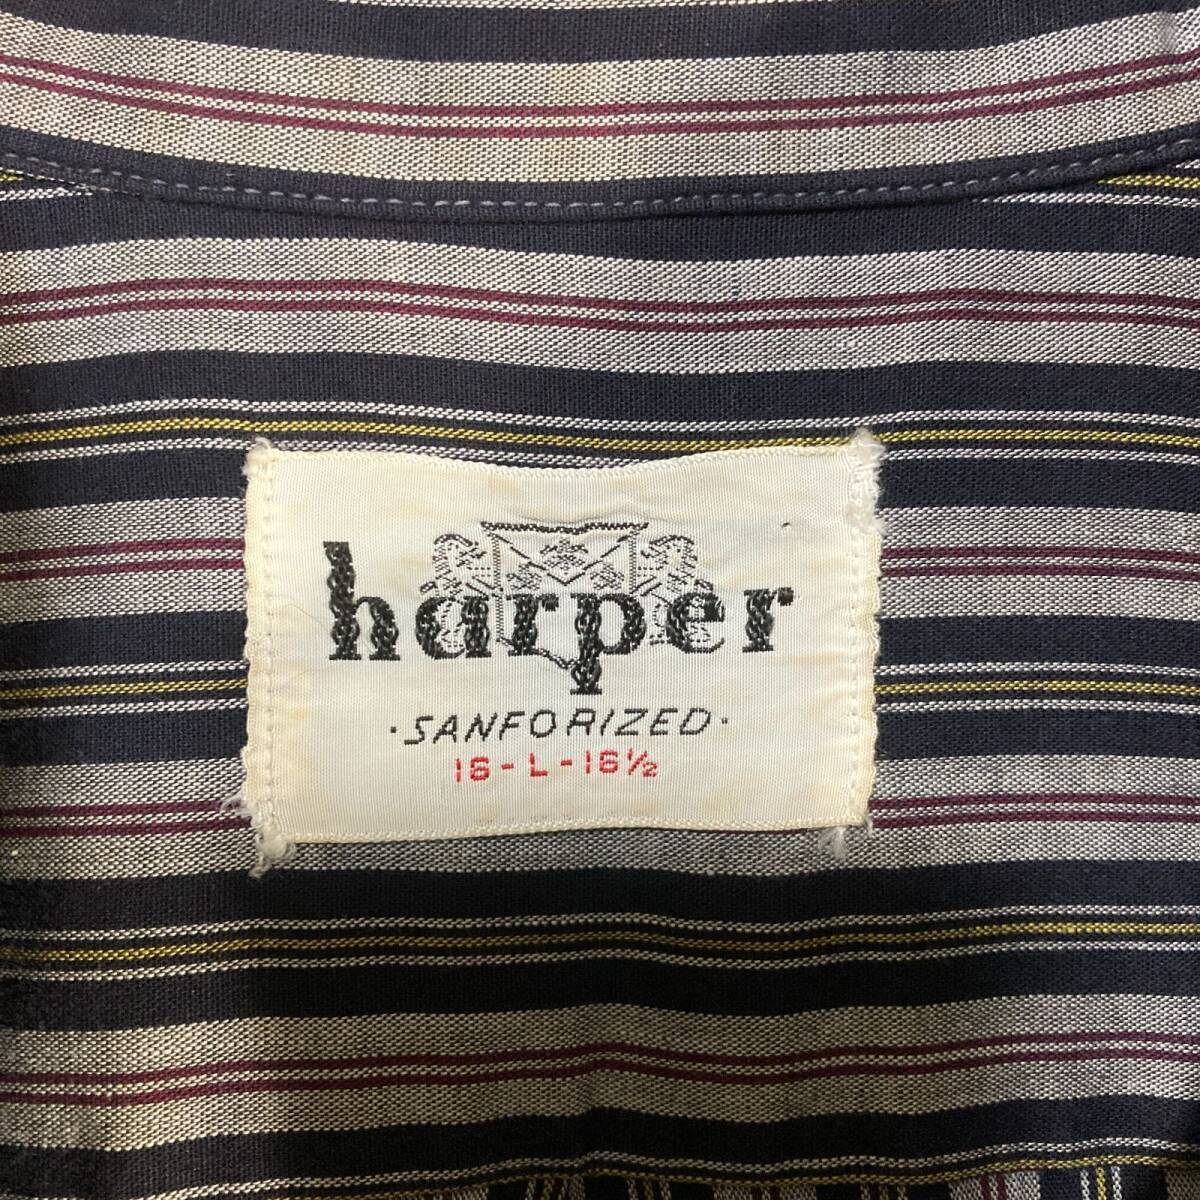 harper
·SANFORIZED·
16-L-16½